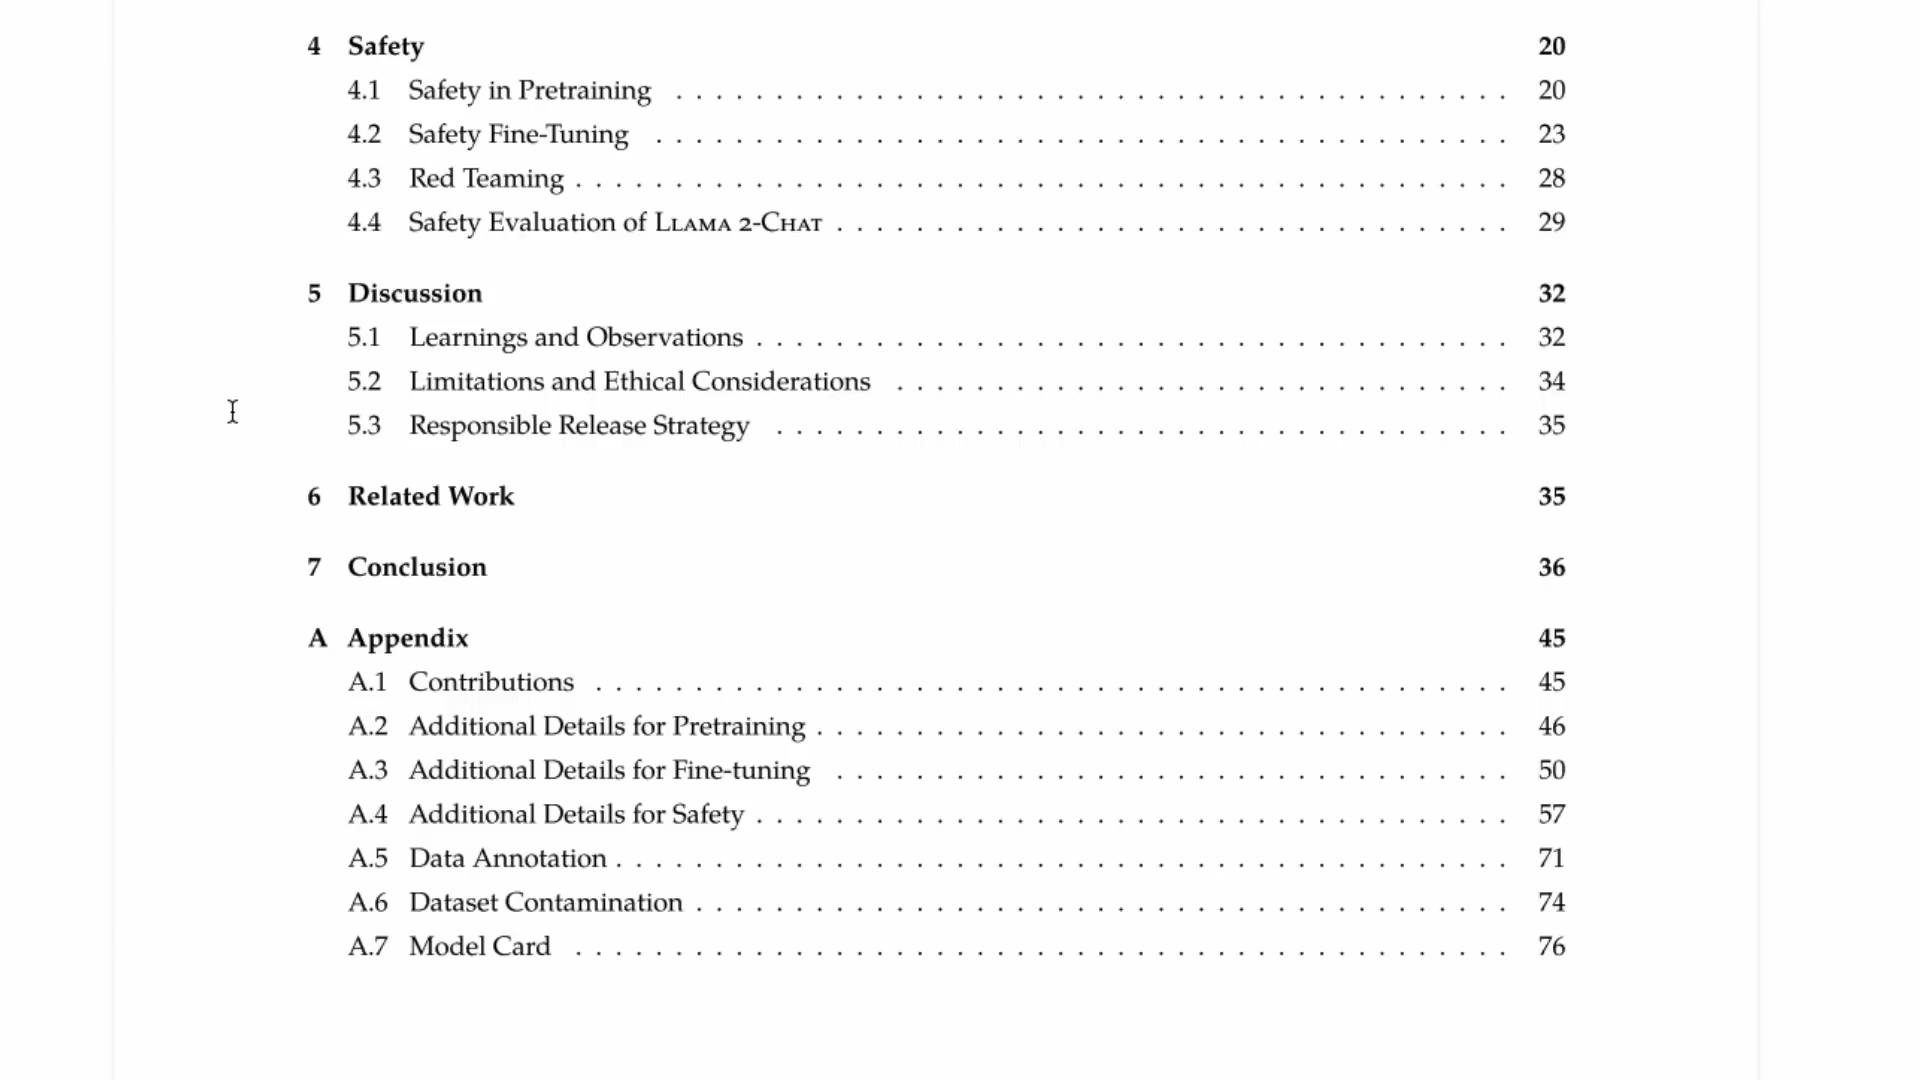 4 Safety 20
4.1 Safety in Pretraining . . . . . . . . . . . . . . . . . . . . . . . . . . . . . . . . . . . . . . . . . . 20
4.2 Safety Fine-Tuning . . . . . . . . . . . . . . . . . . . . . . . . . . . . . . . . . . . . . . . . . . . 23
4.3 Red Teaming . . . . . . . . . . . . . . . . . . . . . . . . . . . . . . . . . . . . . . . . . . . . . . . 28
4.4 Safety Evaluation of LLAMA 2-CHAT . . . . . . . . . . . . . . . . . . . . . . . . . . . . . . . . . . 29
5 Discussion 32
5.1 Learnings and Observations . . . . . . . . . . . . . . . . . . . . . . . . . . . . . . . . . . . . . . 32
5.2 Limitations and Ethical Considerations . . . . . . . . . . . . . . . . . . . . . . . . . . . . . . . 34
5.3 Responsible Release Strategy . . . . . . . . . . . . . . . . . . . . . . . . . . . . . . . . . . . . . 35
6 Related Work 35
7 Conclusion 36
A Appendix 45
A.1 Contributions . . . . . . . . . . . . . . . . . . . . . . . . . . . . . . . . . . . . . . . . . . . . . . 45
A.2 Additional Details for Pretraining . . . . . . . . . . . . . . . . . . . . . . . . . . . . . . . . . . . 46
A.3 Additional Details for Fine-tuning . . . . . . . . . . . . . . . . . . . . . . . . . . . . . . . . . . 50
A.4 Additional Details for Safety . . . . . . . . . . . . . . . . . . . . . . . . . . . . . . . . . . . . . . 57
A.5 Data Annotation . . . . . . . . . . . . . . . . . . . . . . . . . . . . . . . . . . . . . . . . . . . . . 71
A.6 Dataset Contamination . . . . . . . . . . . . . . . . . . . . . . . . . . . . . . . . . . . . . . . . . 74
A.7 Model Card . . . . . . . . . . . . . . . . . . . . . . . . . . . . . . . . . . . . . . . . . . . . . . . 76